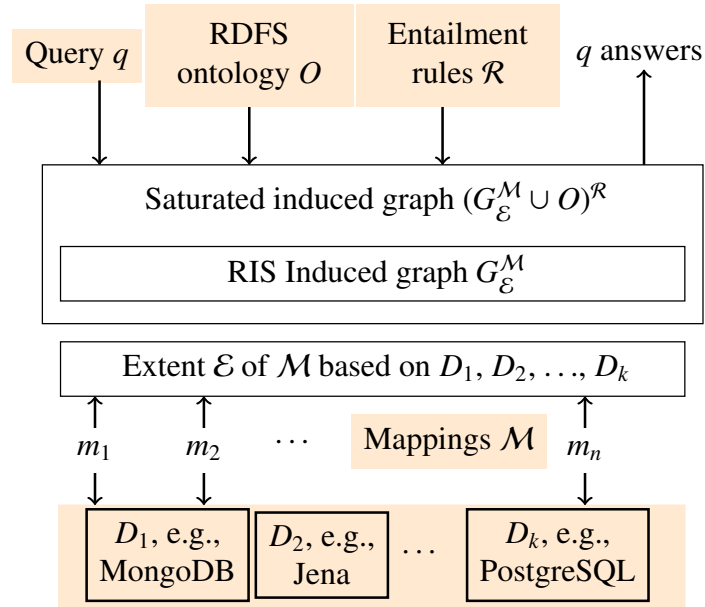 Query q
RDFS
ontology O
Entailment
rules ℛ
q answers
Saturated induced graph (G_ℰ^ℳ ∪ O)^ℛ
RIS Induced graph G_ℰ^ℳ
Extent ℰ of ℳ based on D₁, D₂, …, Dₖ
m₁ m₂ ⋯ Mappings ℳ mₙ
D₁, e.g.,
MongoDB
D₂, e.g.,
Jena
⋯
Dₖ, e.g.,
PostgreSQL